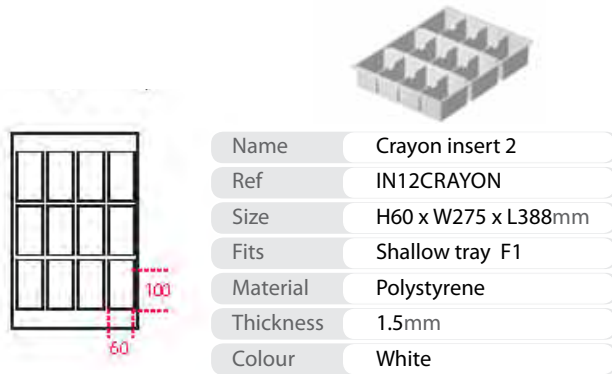 Name Crayon insert 2
Ref IN12CRAYON
Size H60 x W275 x L388mm
Fits Shallow tray F1
Material Polystyrene
Thickness 1.5mm
Colour White
100
60